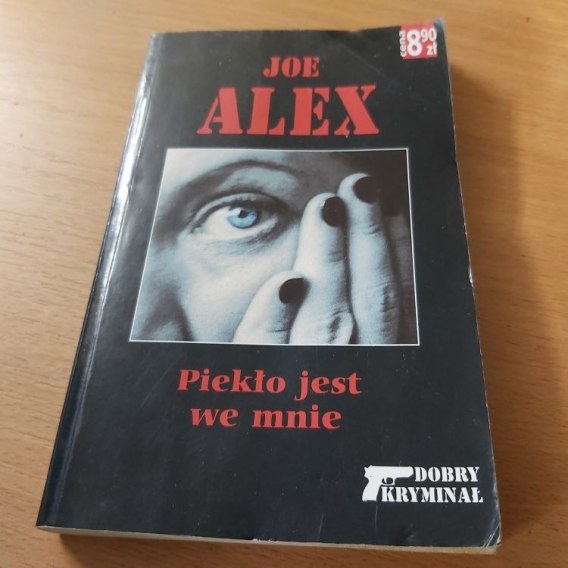 cena 8,90 zł
JOE
ALEX
Piekło jest
we mnie
DOBRY
KRYMINAŁ